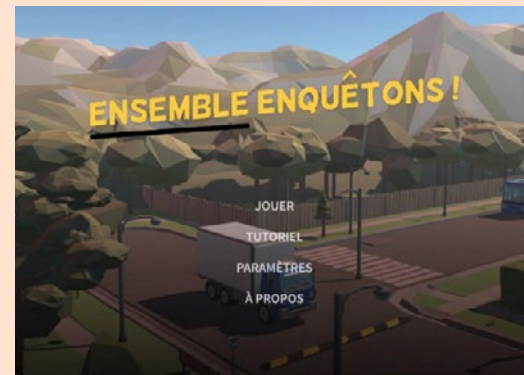 ENSEMBLE ENQUÊTONS !
JOUER
TUTORIEL
PARAMÈTRES
À PROPOS